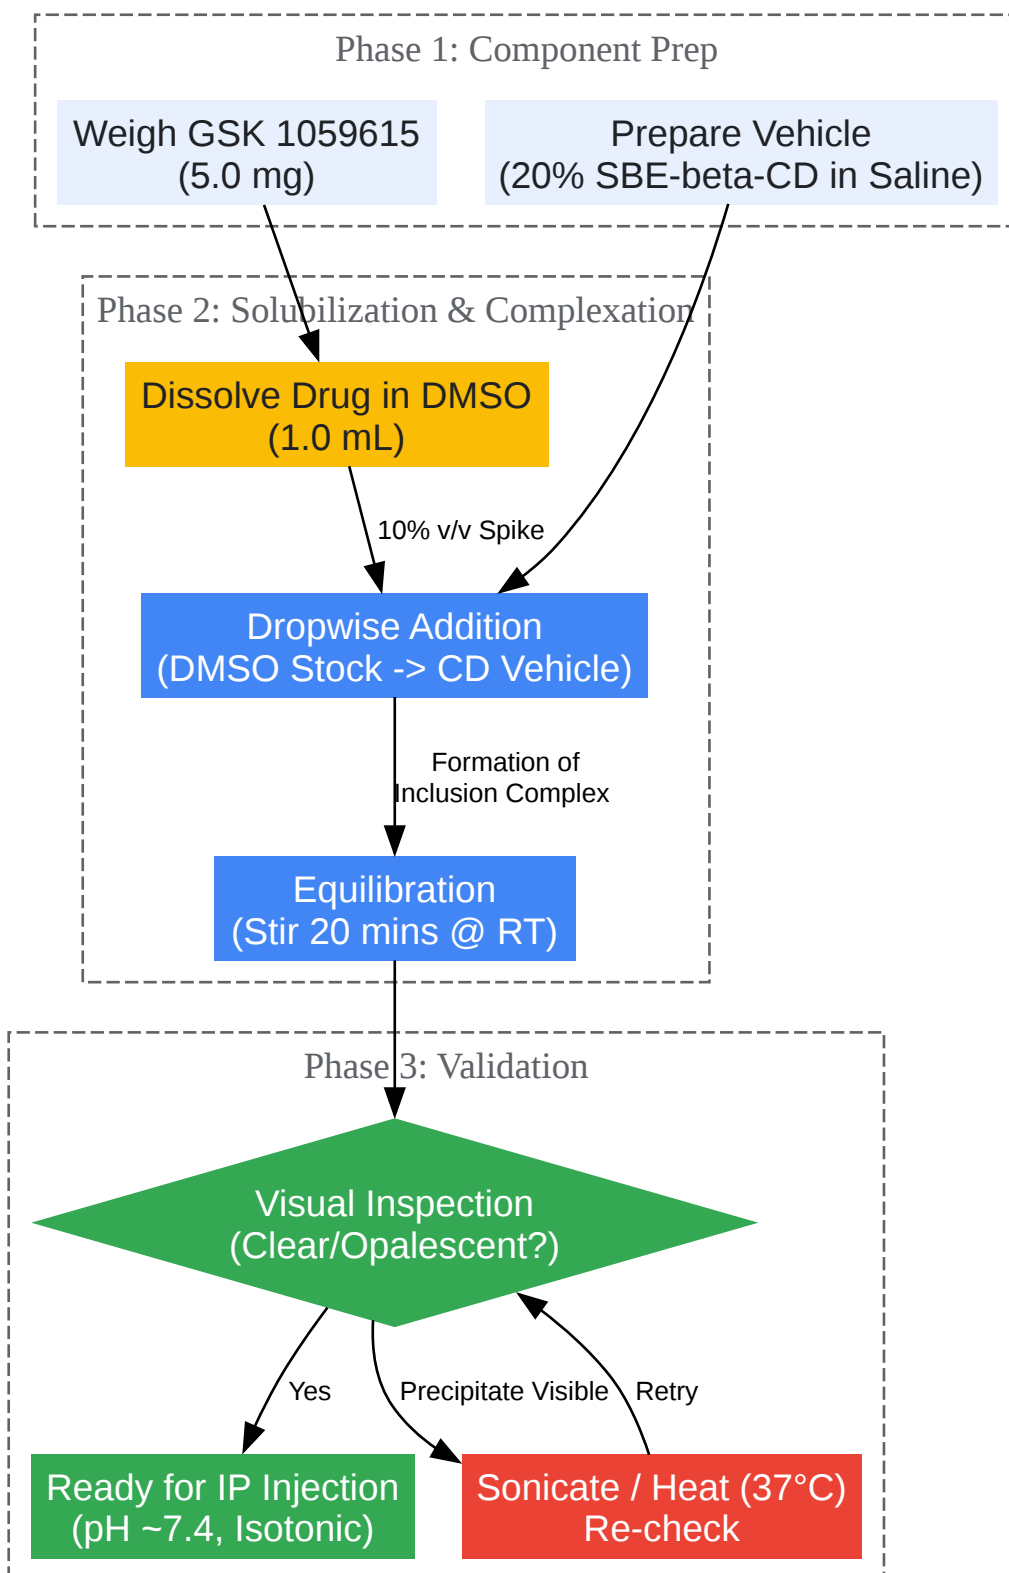 Phase 1: Component Prep
Weigh GSK 1059615
(5.0 mg)
Prepare Vehicle
(20% SBE-beta-CD in Saline)
Phase 2: Solubilization & Complexation
Dissolve Drug in DMSO
(1.0 mL)
10% v/v Spike
Dropwise Addition
(DMSO Stock -> CD Vehicle)
Formation of
Inclusion Complex
Equilibration
(Stir 20 mins @ RT)
Phase 3: Validation
Visual Inspection
(Clear/Opalescent?)
Yes
Precipitate Visible
Retry
Ready for IP Injection
(pH ~7.4, Isotonic)
Sonicate / Heat (37°C)
Re-check